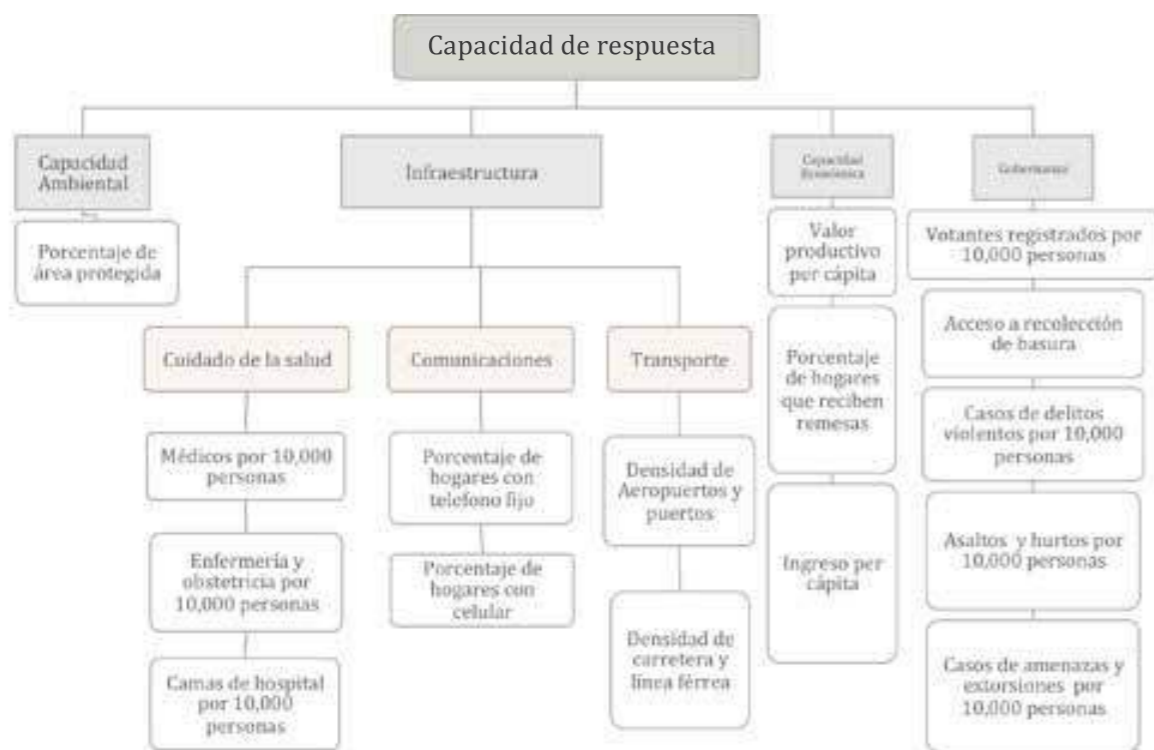 Capacidad de respuesta
Capacidad
Ambiental
Porcentaje de
área protegida
Infraestructura
Cuidado de la salud
Médicos por 10,000
personas
Enfermería y
obstetricia por
10,000 personas
Camas de hospital
por 10,000
personas
Comunicaciones
Porcentaje de
hogares con
telefono fijo
Porcentaje de
hogares con
celular
Transporte
Densidad de
Aeropuertos y
puertos
Densidad de
carretera y
línea férrea
Capacidad
Económica
Valor
productivo
per cápita
Porcentaje
de hogares
que reciben
remesas
Ingreso per
cápita
Gobernanza
Votantes registrados por
10,000 personas
Acceso a recolección
de basura
Casos de delitos
violentos por 10,000
personas
Asaltos y hurtos por
10,000 personas
Casos de amenazas y
extorsiones por
10,000 personas